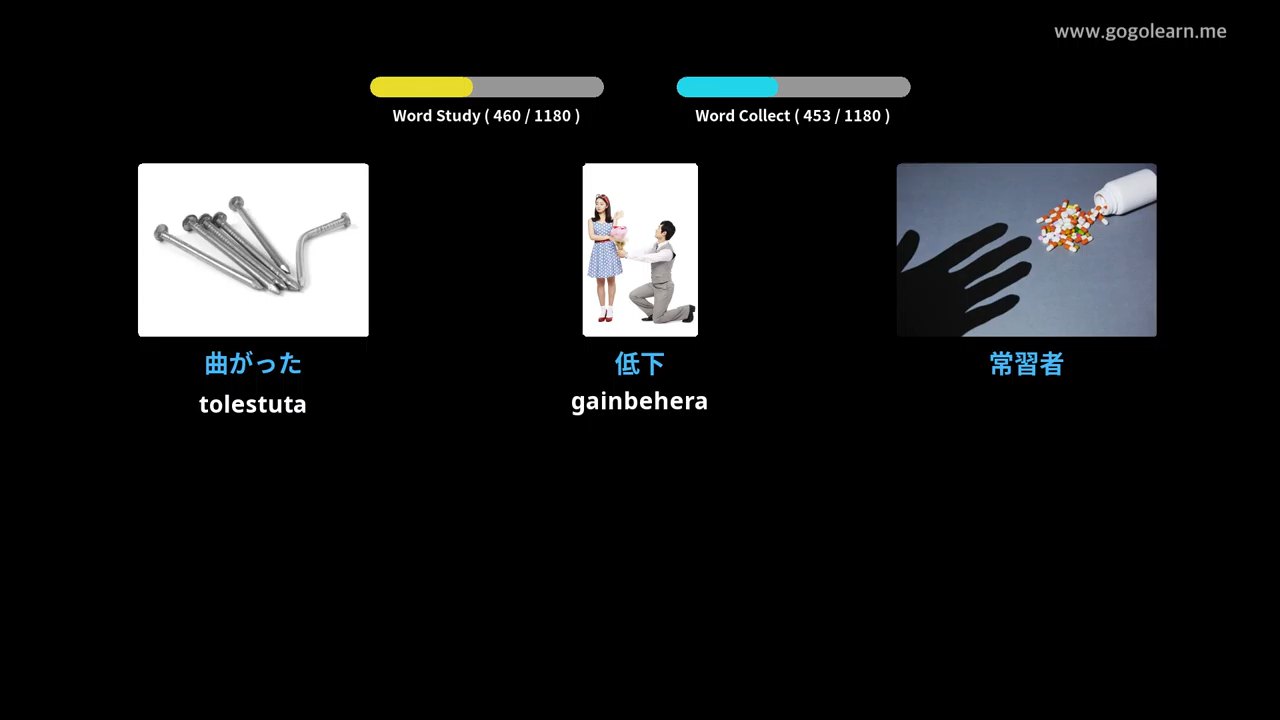 www.gogolearn.me
Word Study ( 460 / 1180 )
Word Collect ( 453 / 1180 )
曲がった
tolestuta
低下
gainbehera
常習者